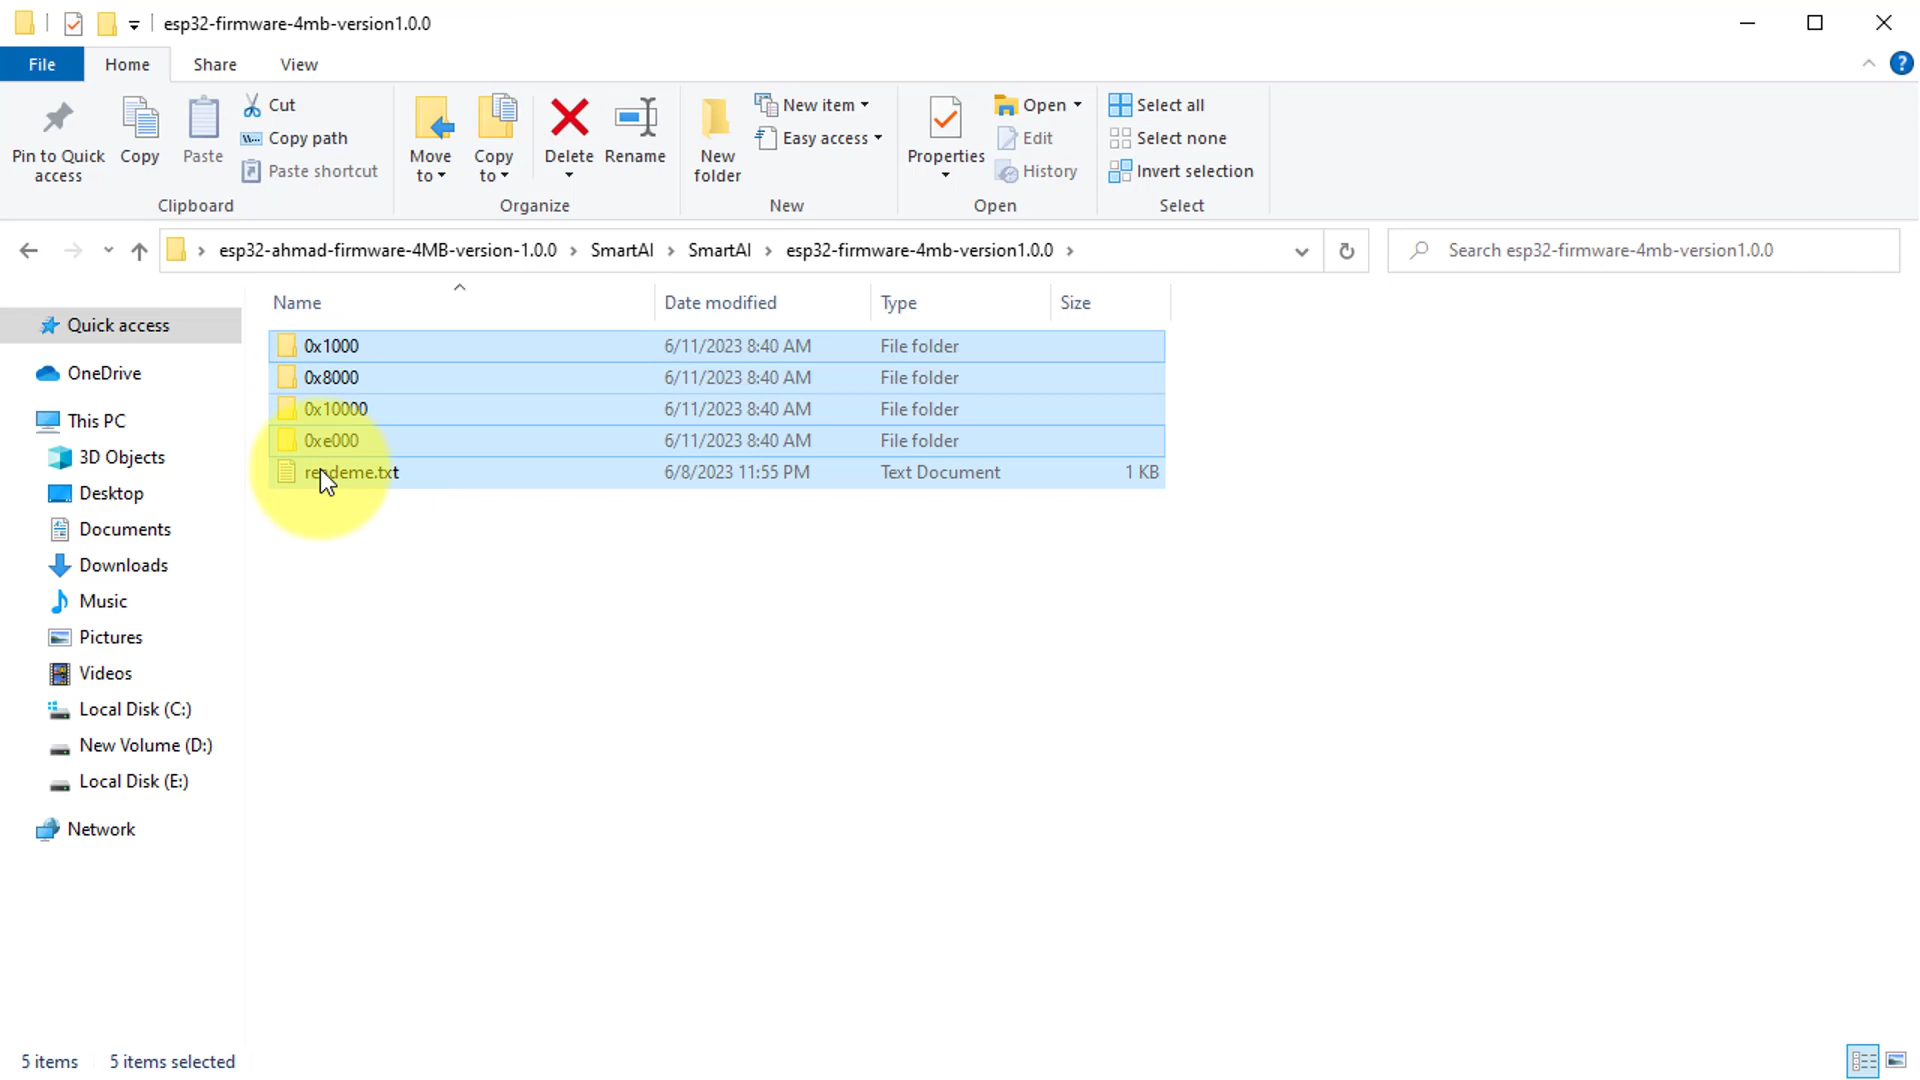 esp32-firmware-4mb-version1.0.0
File Home Share View
Pin to Quick access
Copy
Paste
Cut
Copy path
Paste shortcut
Clipboard
Move to
Copy to
Delete
Rename
Organize
New folder
New item
Easy access
New
Properties
Open
Edit
History
Open
Select all
Select none
Invert selection
Select
esp32-ahmad-firmware-4MB-version-1.0.0 SmartAI SmartAI esp32-firmware-4mb-version1.0.0
Search esp32-firmware-4mb-version1.0.0
Quick access
OneDrive
This PC
3D Objects
Desktop
Documents
Downloads
Music
Pictures
Videos
Local Disk (C:)
New Volume (D:)
Local Disk (E:)
Network
Name Date modified Type Size
0x1000 6/11/2023 8:40 AM File folder
0x8000 6/11/2023 8:40 AM File folder
0x10000 6/11/2023 8:40 AM File folder
0xe000 6/11/2023 8:40 AM File folder
reademe.txt 6/8/2023 11:55 PM Text Document 1 KB
5 items 5 items selected